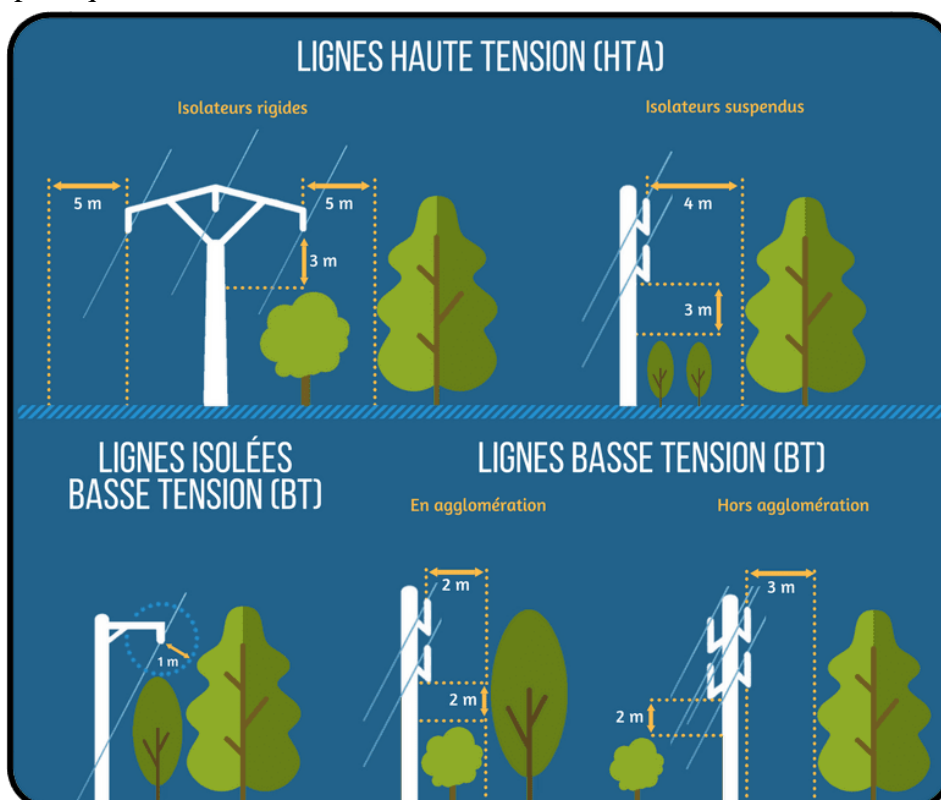 LIGNES HAUTE TENSION (HTA)
Isolateurs rigides
Isolateurs suspendus
5 m
5 m
3 m
4 m
3 m
LIGNES ISOLÉES
BASSE TENSION (BT)
LIGNES BASSE TENSION (BT)
En agglomération
Hors agglomération
1 m
2 m
2 m
3 m
2 m